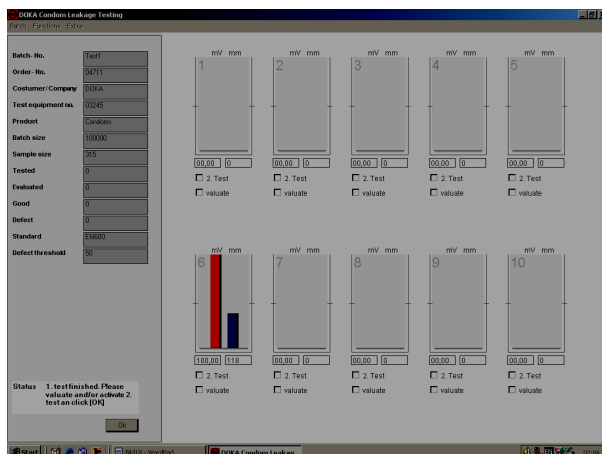 DOKA Condom Leakage Testing
Batch Functions Extra
Batch- No. Test1
Order- No. 04711
Costumer/Company DOKA
Test equipment no. 03245
Product Condoms
Batch size 100000
Sample size 315
Tested 0
Evaluated 0
Good 0
Defect 0
Standard EN600
Defect threshold 50
mV mm mV mm mV mm mV mm mV mm
1 2 3 4 5
00,00 0 00,00 0 00,00 0 00,00 0 00,00 0
2. Test 2. Test 2. Test 2. Test 2. Test
valuate valuate valuate valuate valuate
mV mm mV mm mV mm mV mm mV mm
6 7 8 9 10
100,00 118 00,00 0 00,00 0 00,00 0 00,00 0
2. Test 2. Test 2. Test 2. Test 2. Test
valuate valuate valuate valuate valuate
Status 1. test finished. Please
valuate and/or activate 2.
test an click [OK]
Ok
Start WordPad DOKA Condom Leakag EN